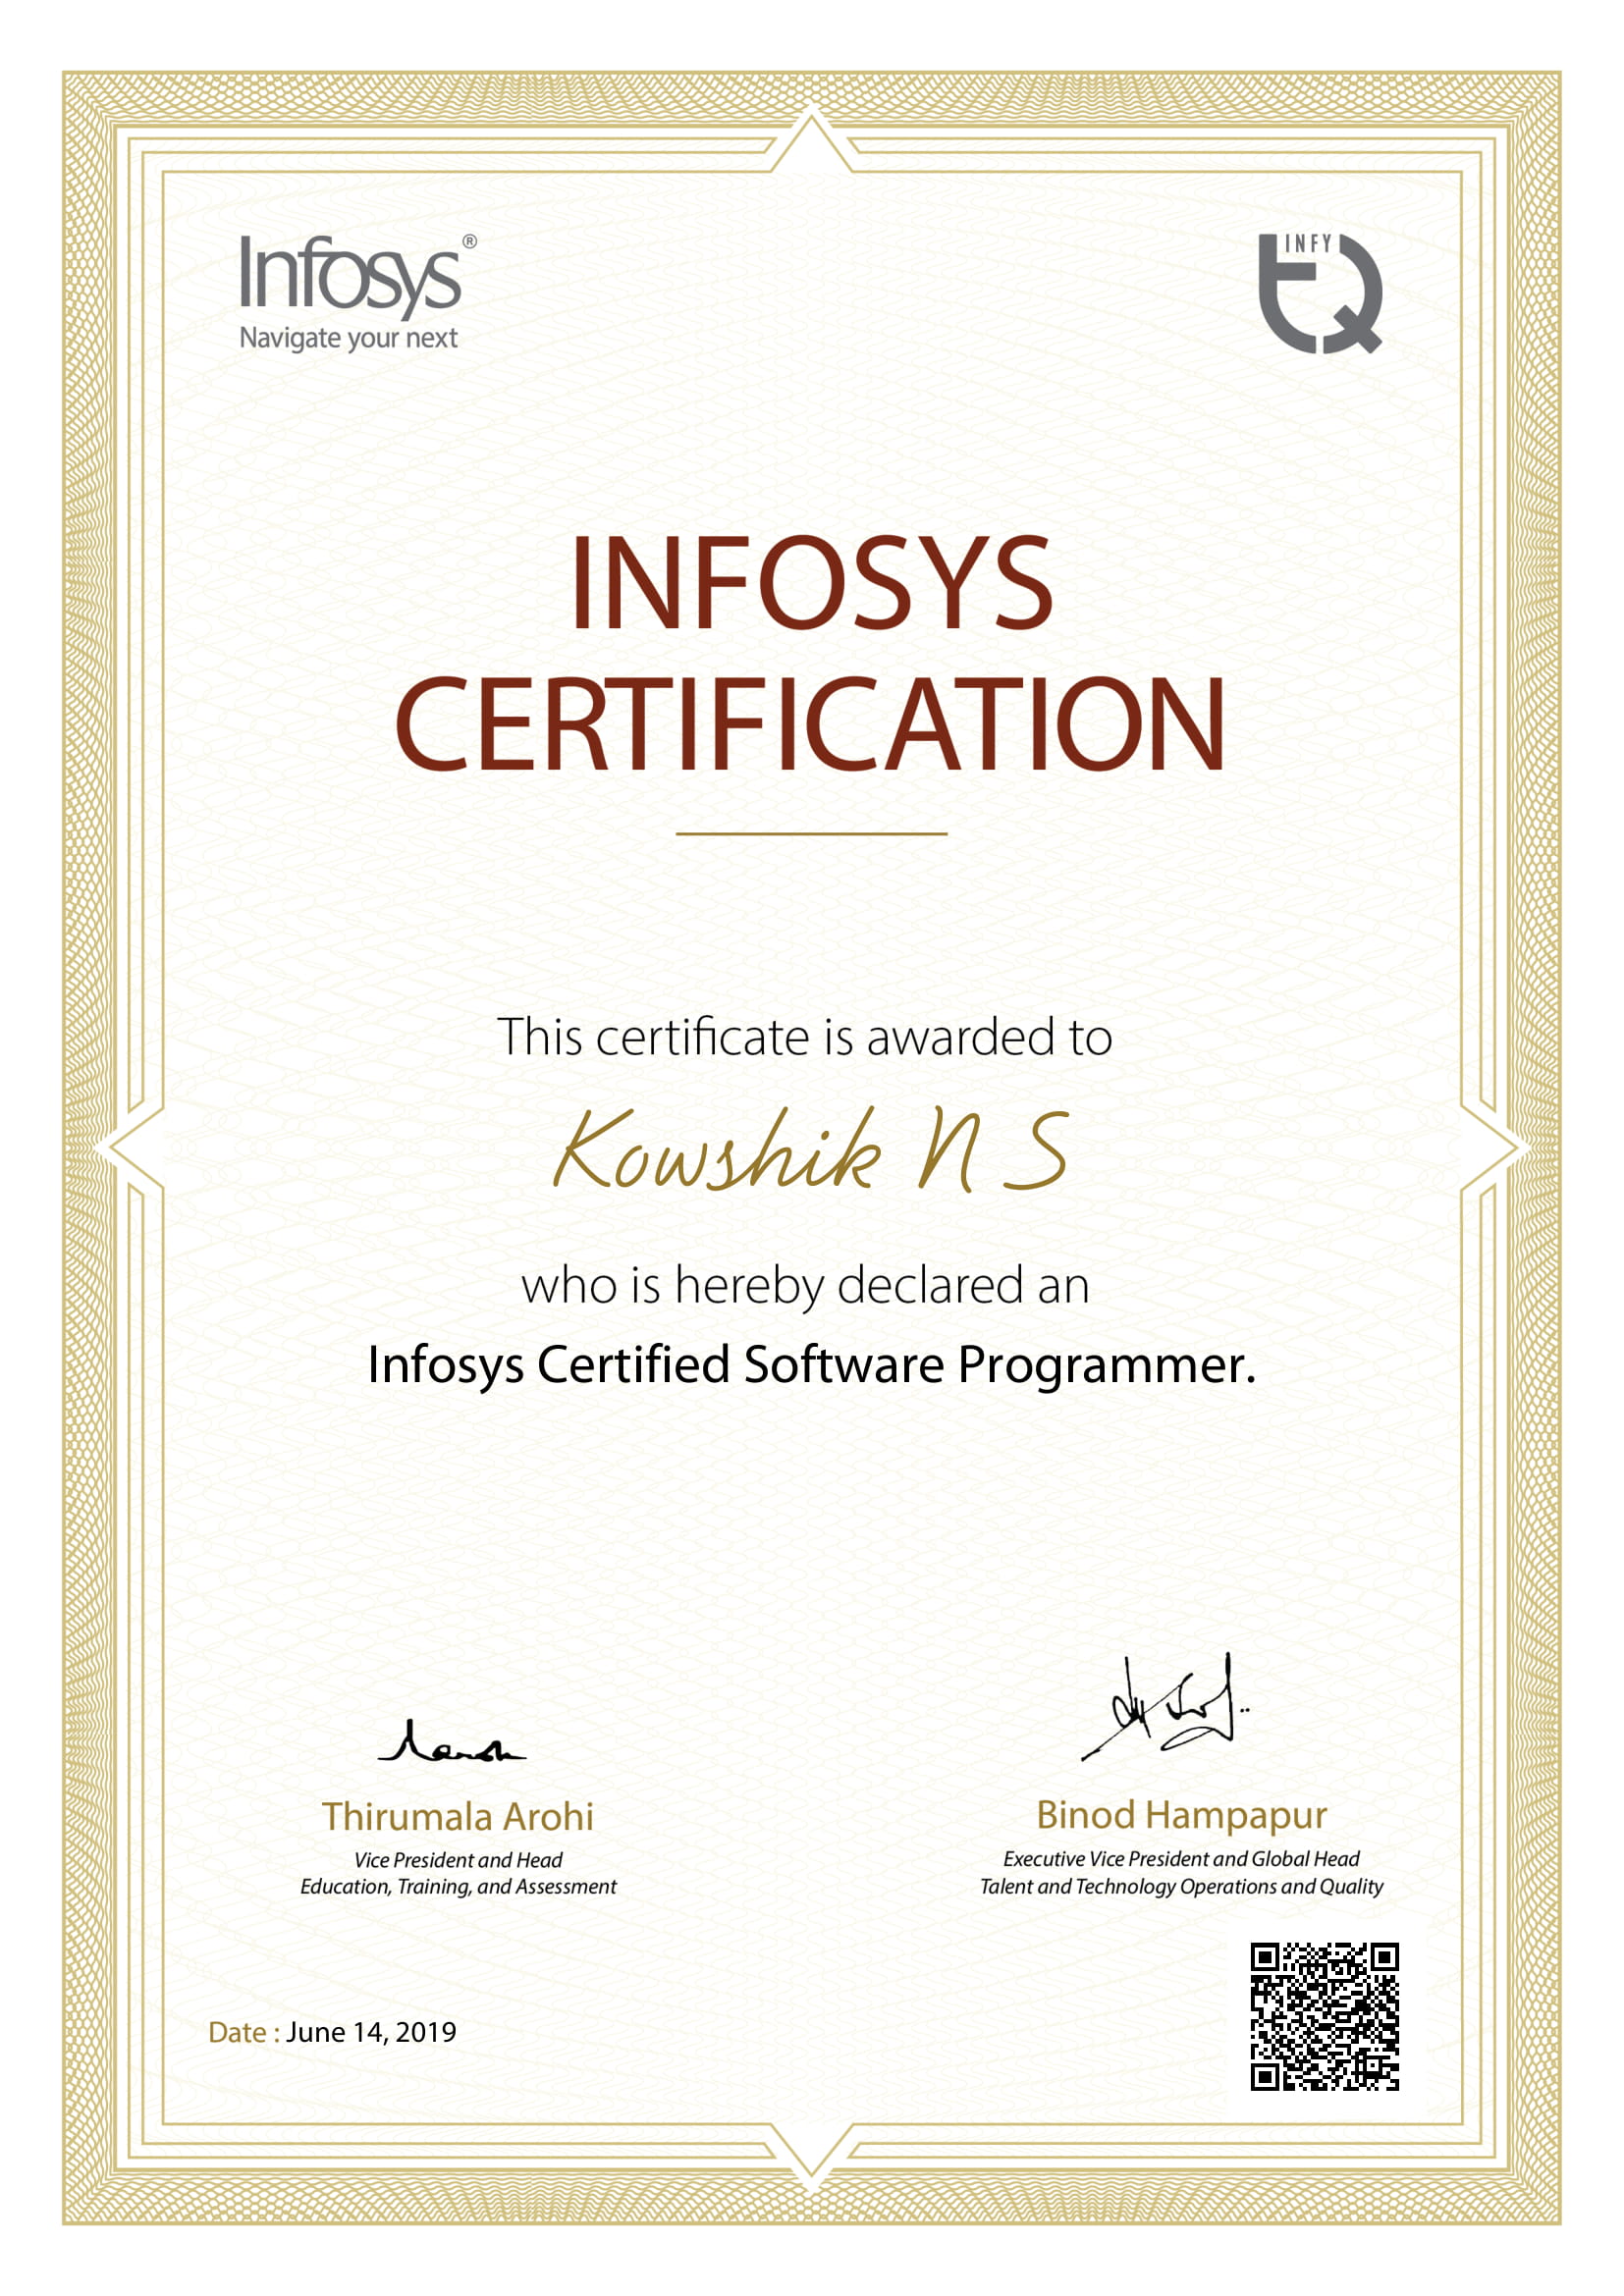 Infosys®
Navigate your next
INFY
TQ
INFOSYS
CERTIFICATION
This certificate is awarded to
Kowshik N S
who is hereby declared an
Infosys Certified Software Programmer.
Thirumala Arohi
Vice President and Head
Education, Training, and Assessment
Binod Hampapur
Executive Vice President and Global Head
Talent and Technology Operations and Quality
Date : June 14, 2019